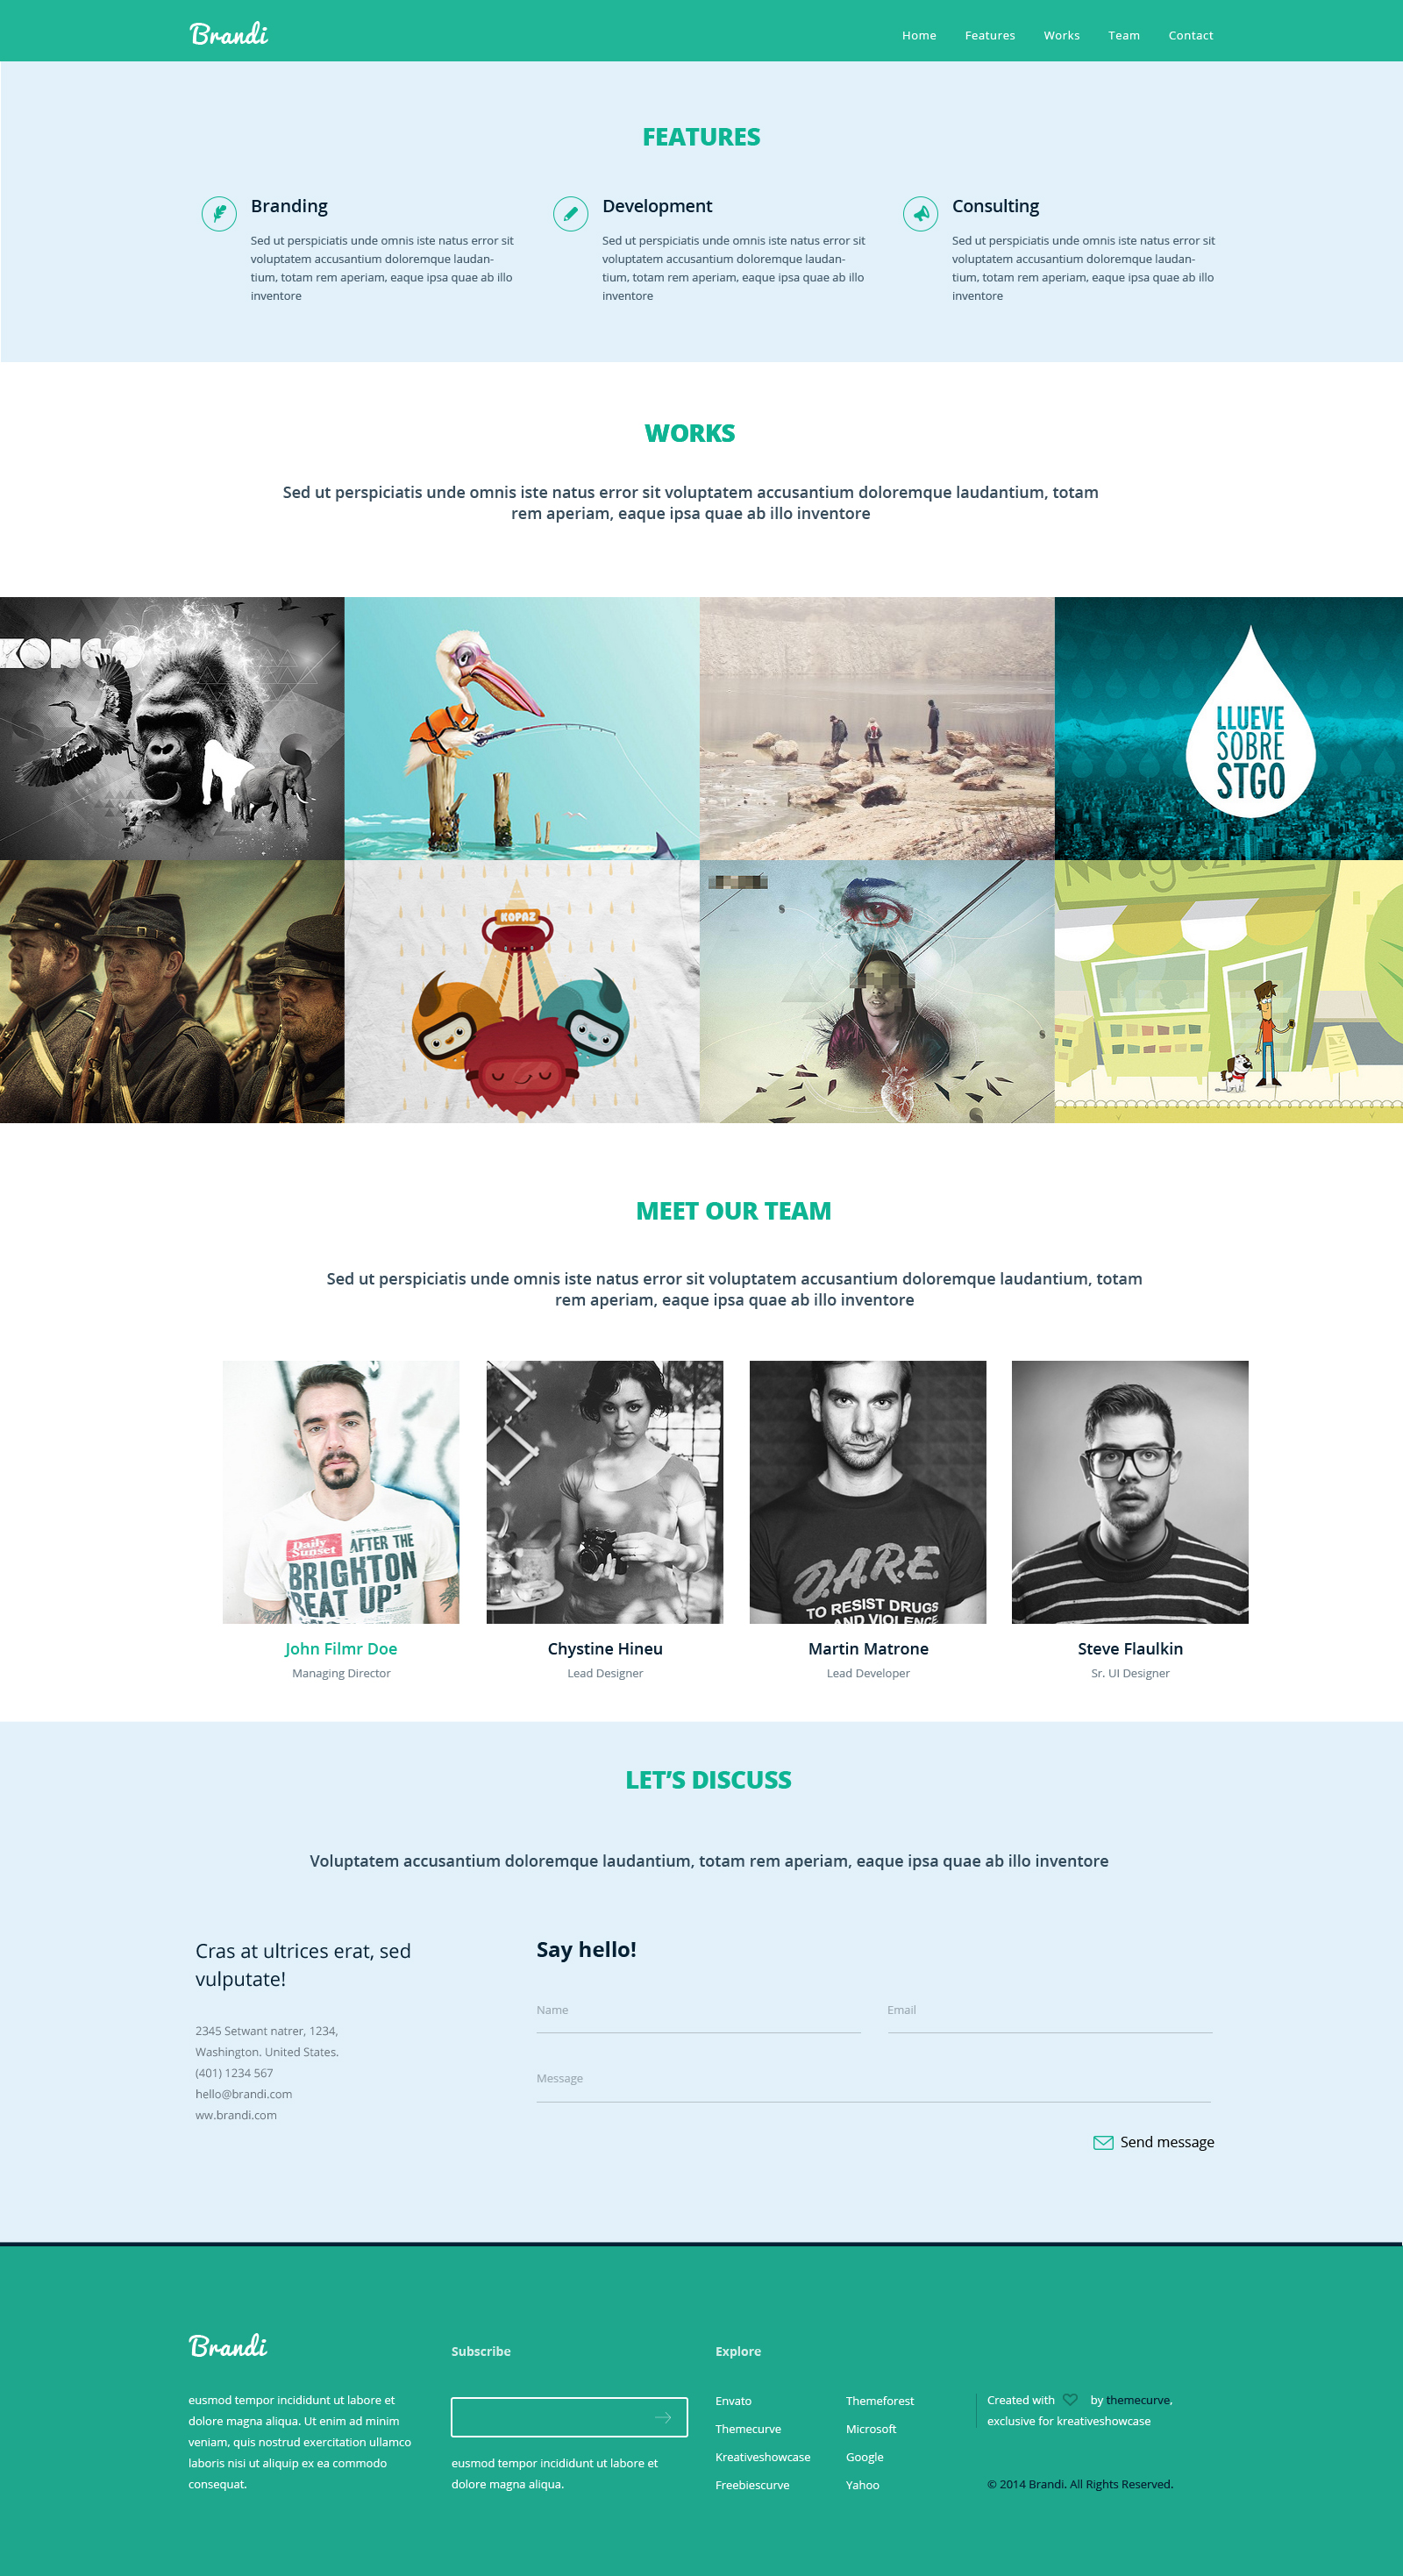 Brandi
Home Features Works Team Contact
FEATURES
Branding
Sed ut perspiciatis unde omnis iste natus error sit
voluptatem accusantium doloremque laudan-
tium, totam rem aperiam, eaque ipsa quae ab illo
inventore
Development
Sed ut perspiciatis unde omnis iste natus error sit
voluptatem accusantium doloremque laudan-
tium, totam rem aperiam, eaque ipsa quae ab illo
inventore
Consulting
Sed ut perspiciatis unde omnis iste natus error sit
voluptatem accusantium doloremque laudan-
tium, totam rem aperiam, eaque ipsa quae ab illo
inventore
WORKS
Sed ut perspiciatis unde omnis iste natus error sit voluptatem accusantium doloremque laudantium, totam
rem aperiam, eaque ipsa quae ab illo inventore
KONGO
LLUEVE
SOBRE
STGO
KOPAZ
Magazin
MEET OUR TEAM
Sed ut perspiciatis unde omnis iste natus error sit voluptatem accusantium doloremque laudantium, totam
rem aperiam, eaque ipsa quae ab illo inventore
Daily
Sunset
AFTER THE
BRIGHTON
BEAT UP'
D.A.R.E.
TO RESIST DRUGS
AND VIOLENCE
John Filmr Doe
Managing Director
Chystine Hineu
Lead Designer
Martin Matrone
Lead Developer
Steve Flaulkin
Sr. UI Designer
LET’S DISCUSS
Voluptatem accusantium doloremque laudantium, totam rem aperiam, eaque ipsa quae ab illo inventore
Cras at ultrices erat, sed
vulputate!
2345 Setwant natrer, 1234,
Washington. United States.
(401) 1234 567
hello@brandi.com
ww.brandi.com
Say hello!
Name
Email
Message
Send message
Brandi
eusmod tempor incididunt ut labore et
dolore magna aliqua. Ut enim ad minim
veniam, quis nostrud exercitation ullamco
laboris nisi ut aliquip ex ea commodo
consequat.
Subscribe
eusmod tempor incididunt ut labore et
dolore magna aliqua.
Explore
Envato
Themecurve
Kreativeshowcase
Freebiescurve
Themeforest
Microsoft
Google
Yahoo
Created with by themecurve,
exclusive for kreativeshowcase
© 2014 Brandi. All Rights Reserved.